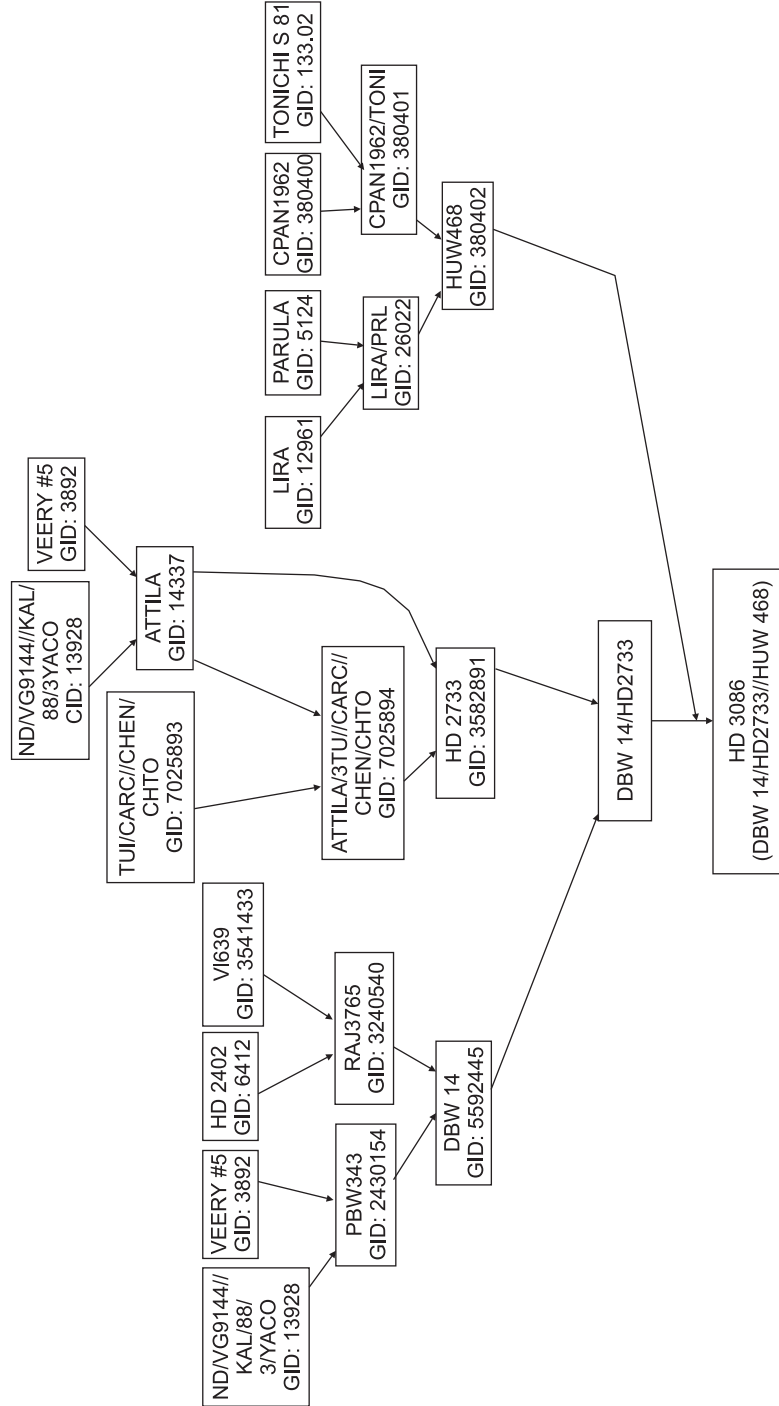 ND/VG9144//KAL/
88/3YACO
CID: 13928
VEERY #5
GID: 3892
TUI/CARC//CHEN/
CHTO
GID: 7025893
ATTILA
GID: 14337
ND/VG9144//
KAL/88/
3/YACO
GID: 13928
VEERY #5
GID: 3892
HD 2402
GID: 6412
VI639
GID: 3541433
LIRA
GID: 12961
PARULA
GID: 5124
CPAN1962
GID: 380400
TONICHI S 81
GID: 133.02
PBW343
GID: 2430154
RAJ3765
GID: 3240540
ATTILA/3TU//CARC//
CHEN/CHTO
GID: 7025894
LIRA/PRL
GID: 26022
CPAN1962/TONI
GID: 380401
DBW 14
GID: 5592445
HD 2733
GID: 3582891
HUW468
GID: 380402
DBW 14/HD2733
HD 3086
(DBW 14/HD2733//HUW 468)